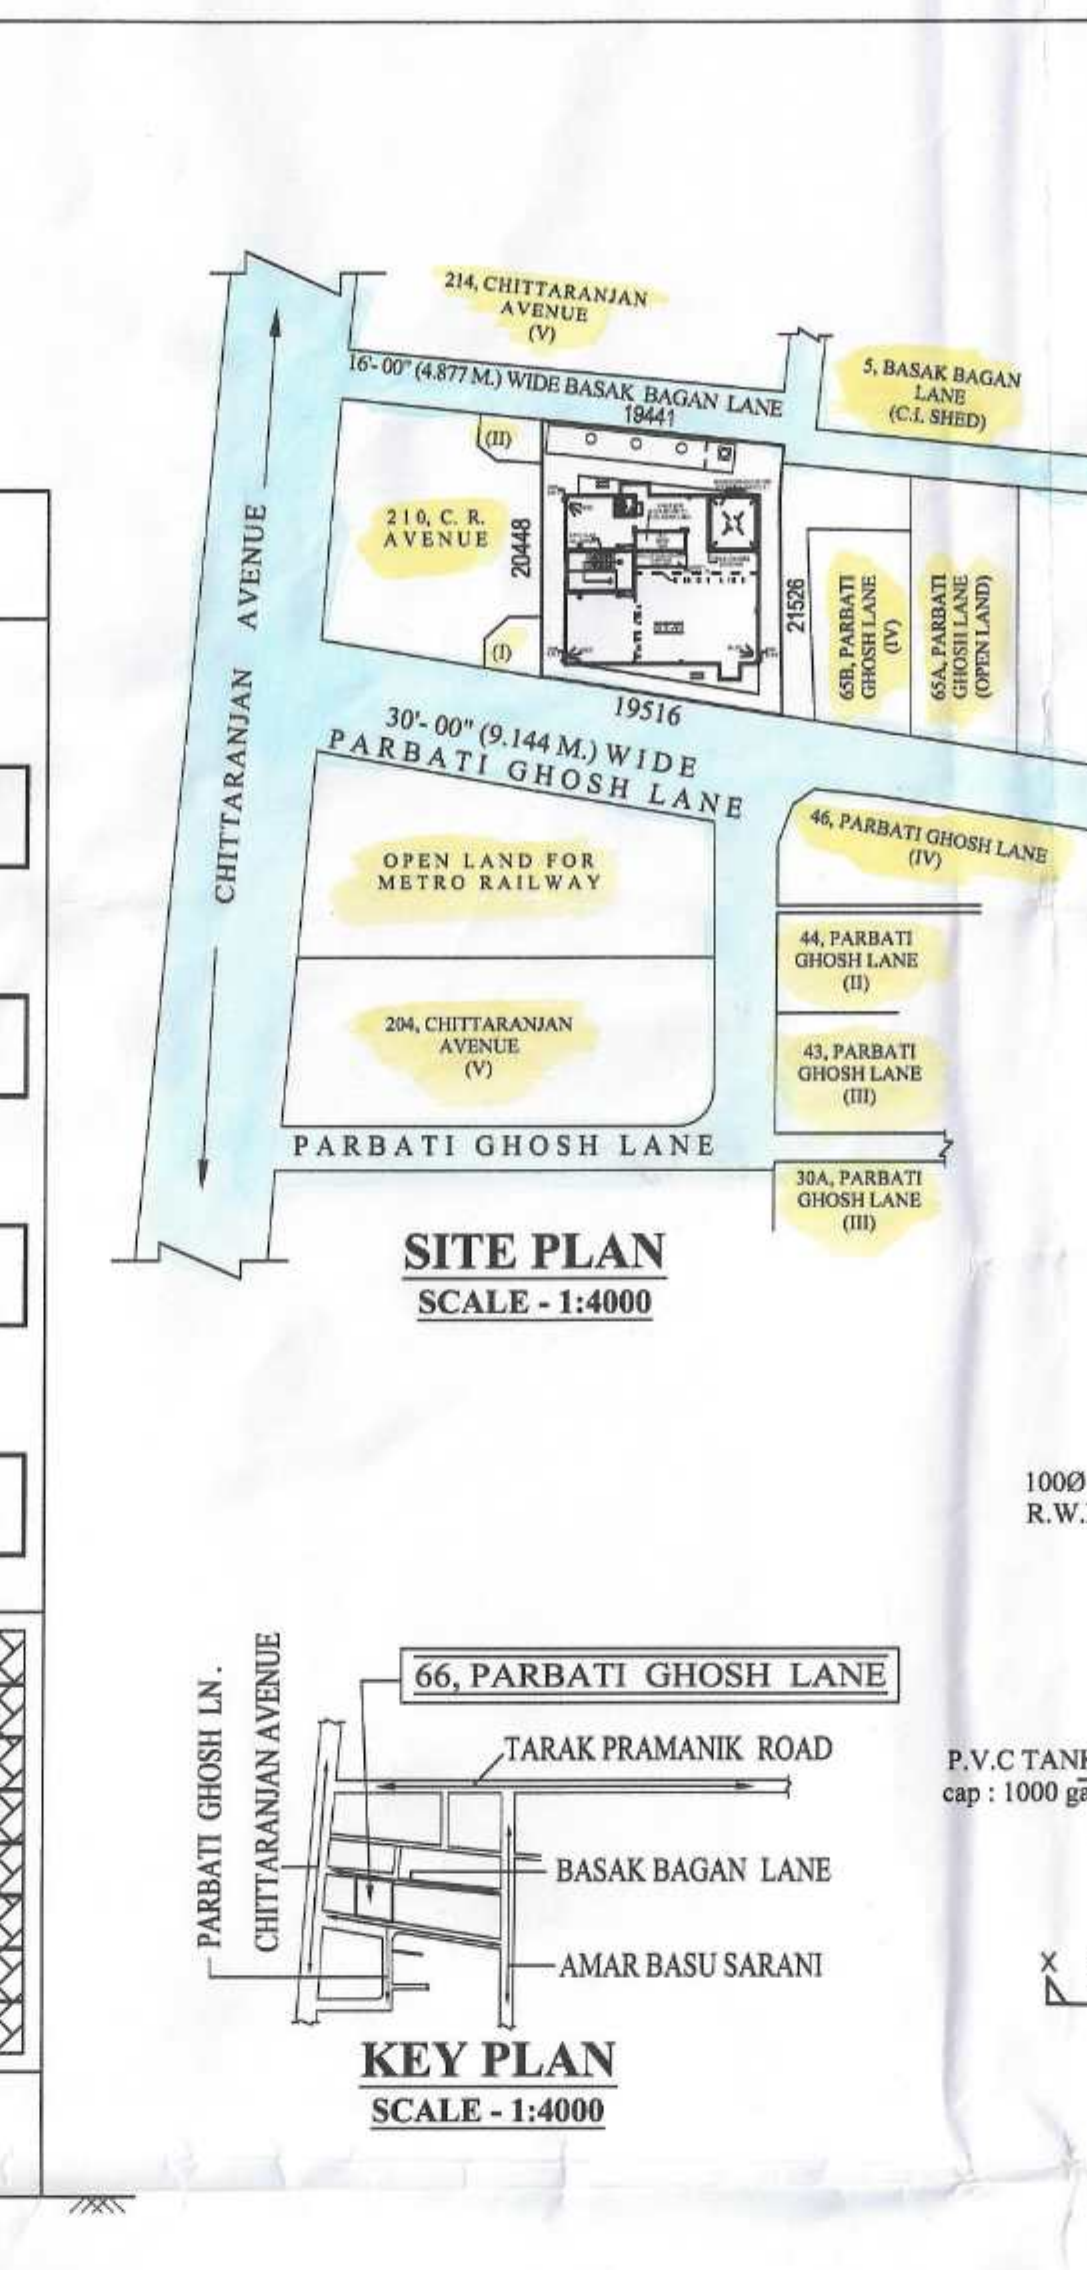 214, CHITTARANJAN
AVENUE
(V)
16'- 00" (4.877 M.) WIDE BASAK BAGAN LANE
19441
5, BASAK BAGAN
LANE
(C.I. SHED)
(II)
210, C. R.
AVENUE
20448
(I)
21526
65B, PARBATI
GHOSH LANE
(IV)
65A, PARBATI
GHOSH LANE
(OPEN LAND)
CHITTARANJAN AVENUE
19516
30'- 00" (9.144 M.) WIDE
PARBATI GHOSH LANE
46, PARBATI GHOSH LANE
(IV)
OPEN LAND FOR
METRO RAILWAY
44, PARBATI
GHOSH LANE
(II)
204, CHITTARANJAN
AVENUE
(V)
43, PARBATI
GHOSH LANE
(III)
PARBATI GHOSH LANE
30A, PARBATI
GHOSH LANE
(III)
SITE PLAN
SCALE - 1:4000
100Ø
R.W.
66, PARBATI GHOSH LANE
PARBATI GHOSH LN.
CHITTARANJAN AVENUE
TARAK PRAMANIK ROAD
P.V.C TANK
cap : 1000 ga
BASAK BAGAN LANE
AMAR BASU SARANI
X
KEY PLAN
SCALE - 1:4000